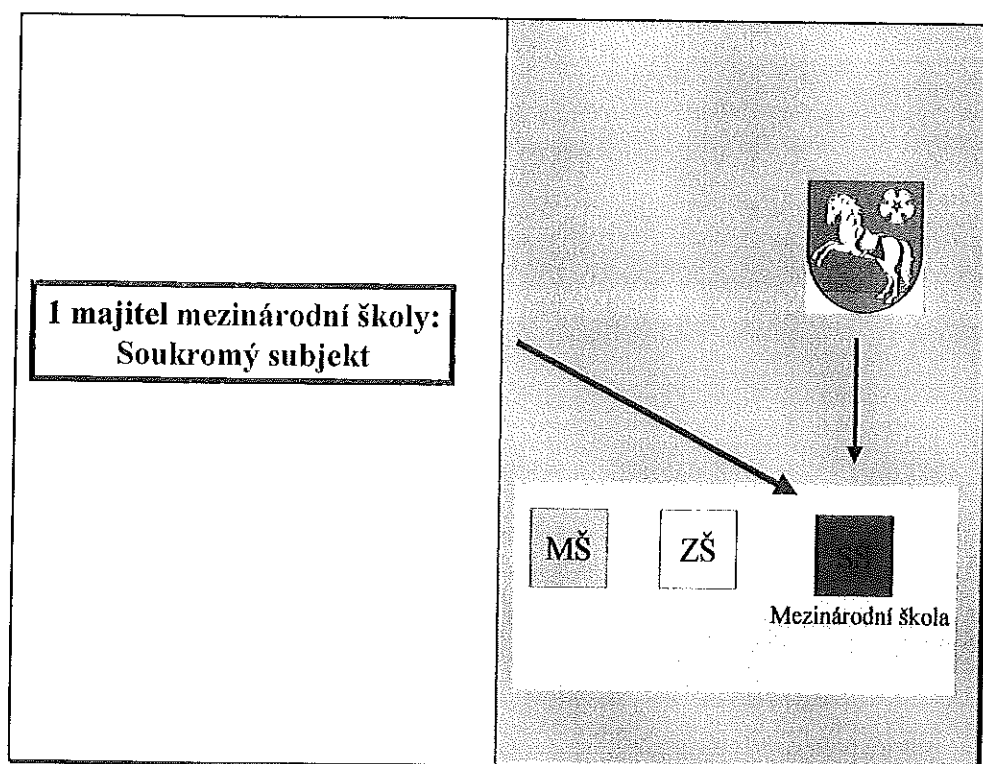 1 majitel mezinárodní školy:
Soukromý subjekt
MŠ
ZŠ
Mezinárodní škola